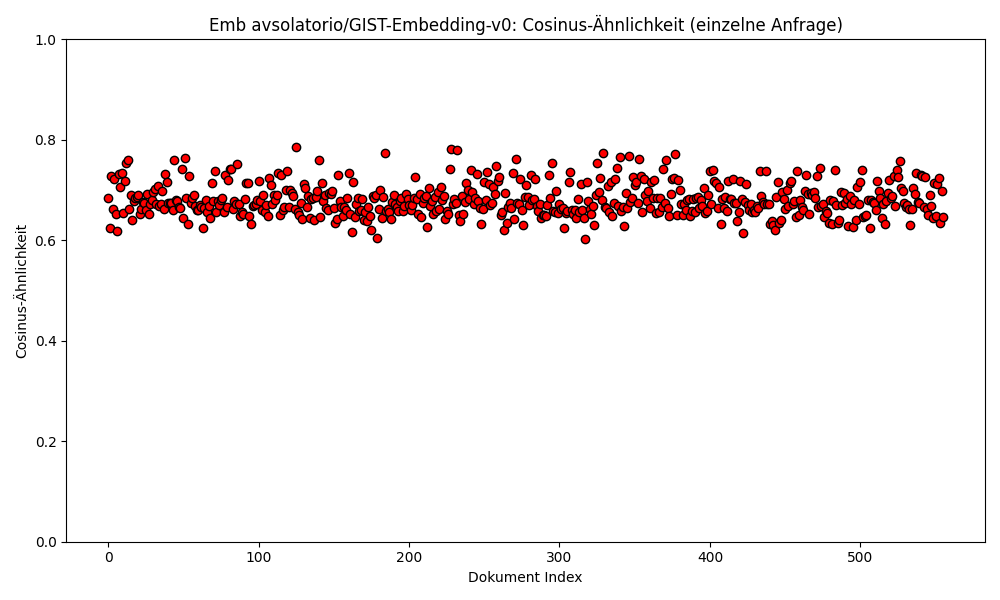 Emb avsolatorio/GIST-Embedding-v0: Cosinus-Ähnlichkeit (einzelne Anfrage)
1.0
0.8
0.6
0.4
0.2
0.0
Cosinus-Ähnlichkeit
0 100 200 300 400 500
Dokument Index